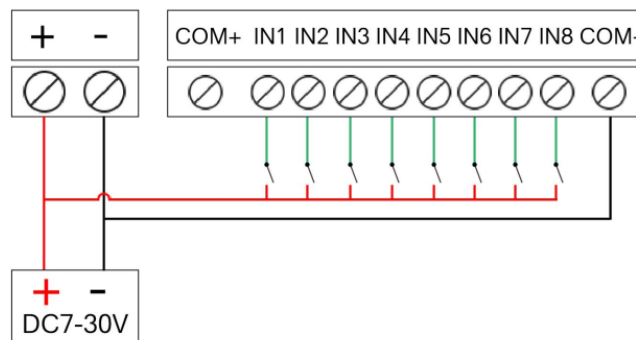 + -
COM+ IN1 IN2 IN3 IN4 IN5 IN6 IN7 IN8 COM-
+ -
DC7-30V